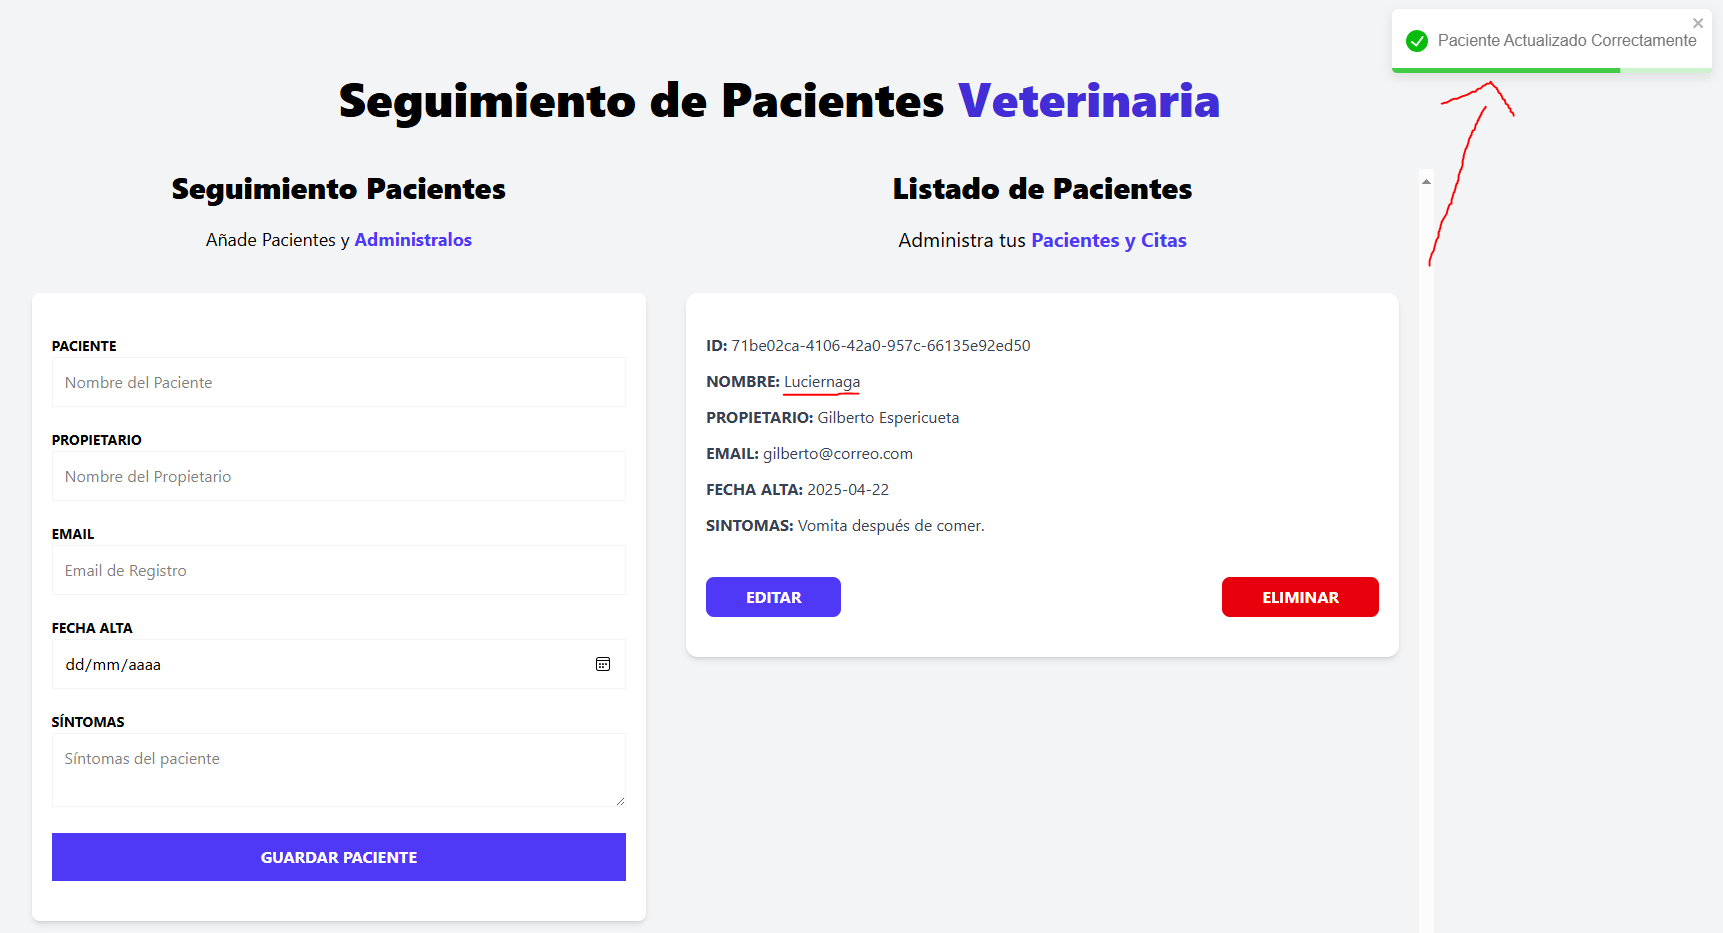 Paciente Actualizado Correctamente
Seguimiento de Pacientes Veterinaria
Seguimiento Pacientes
Añade Pacientes y Administralos
PACIENTE
Nombre del Paciente
PROPIETARIO
Nombre del Propietario
EMAIL
Email de Registro
FECHA ALTA
dd/mm/aaaa
SÍNTOMAS
Síntomas del paciente
GUARDAR PACIENTE
Listado de Pacientes
Administra tus Pacientes y Citas
ID: 71be02ca-4106-42a0-957c-66135e92ed50
NOMBRE: Luciernaga
PROPIETARIO: Gilberto Espericueta
EMAIL: gilberto@correo.com
FECHA ALTA: 2025-04-22
SINTOMAS: Vomita después de comer.
EDITAR
ELIMINAR